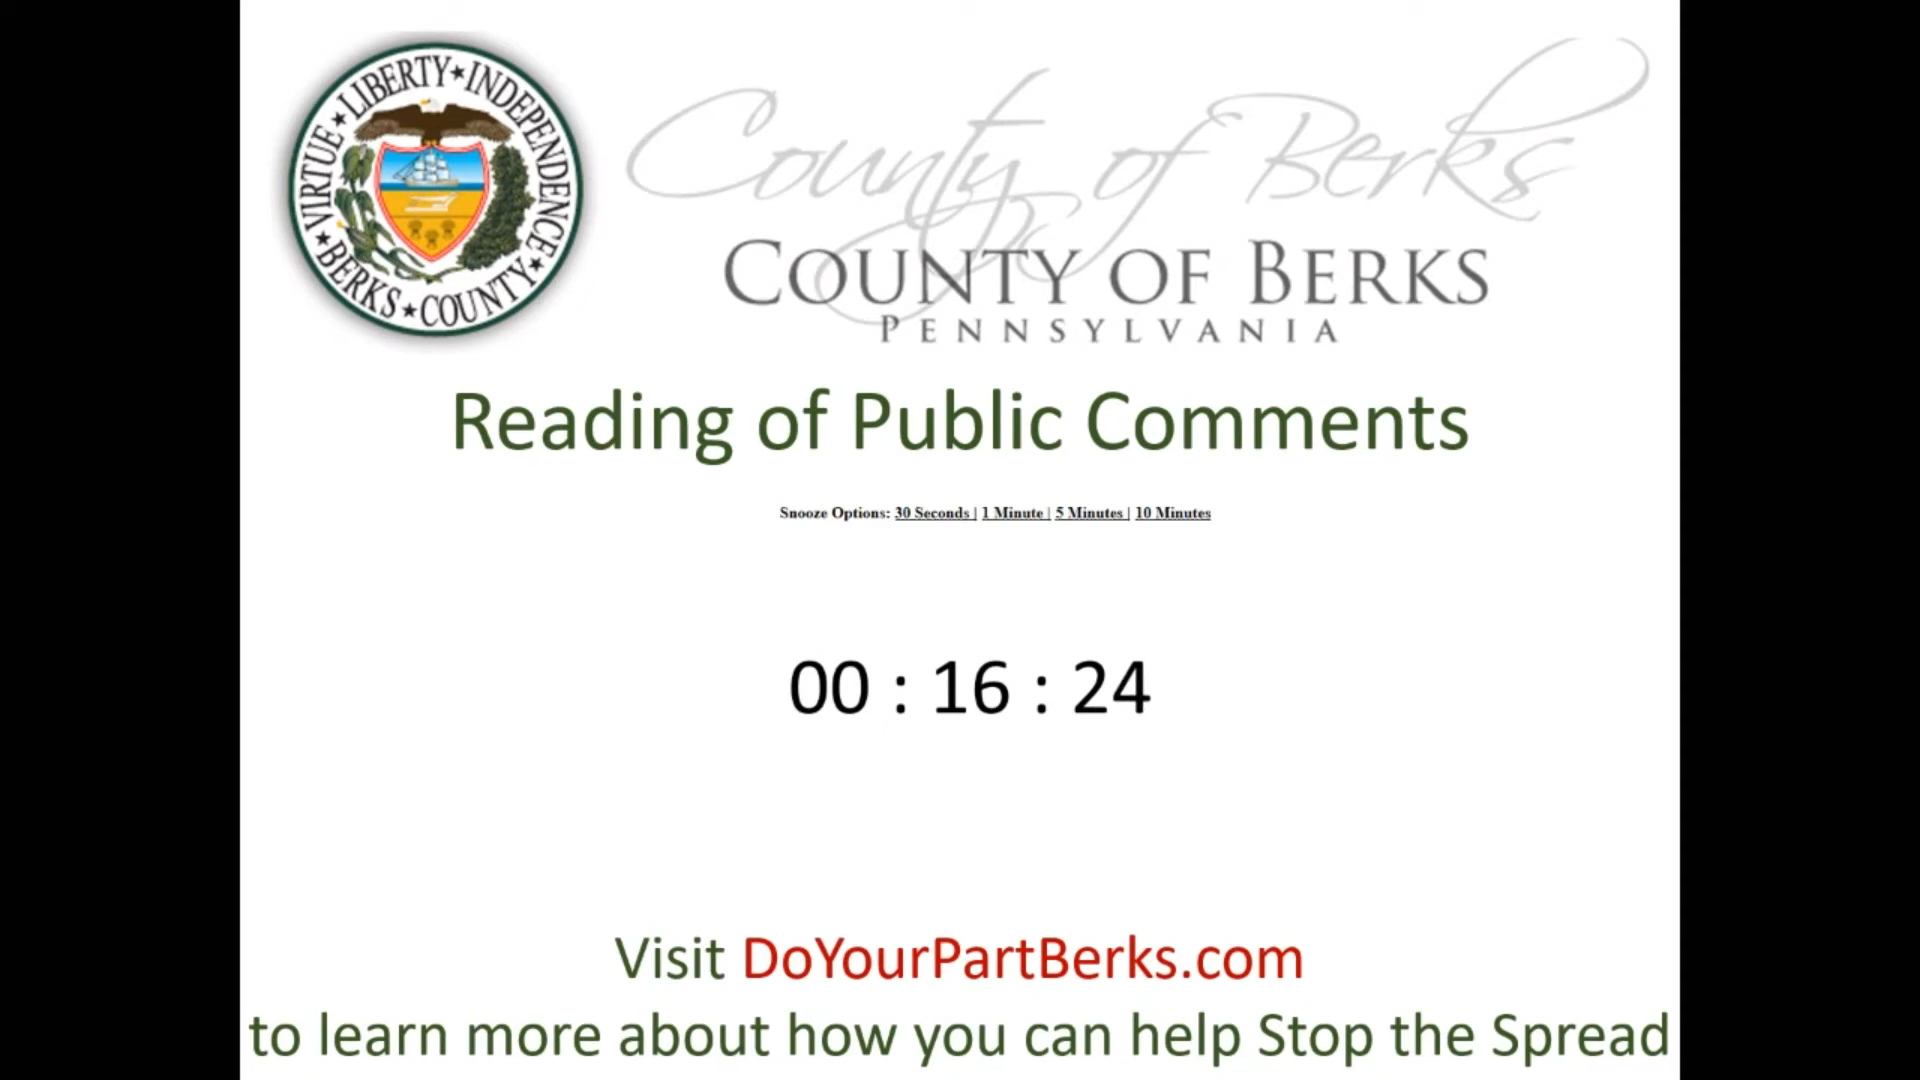 VIRTUE ★ LIBERTY ★ INDEPENDENCE ★
★ BERKS ★ COUNTY ★
County of Berks
COUNTY OF BERKS
PENNSYLVANIA
Reading of Public Comments
Snooze Options: 30 Seconds | 1 Minute | 5 Minutes | 10 Minutes
00 : 16 : 24
Visit DoYourPartBerks.com
to learn more about how you can help Stop the Spread